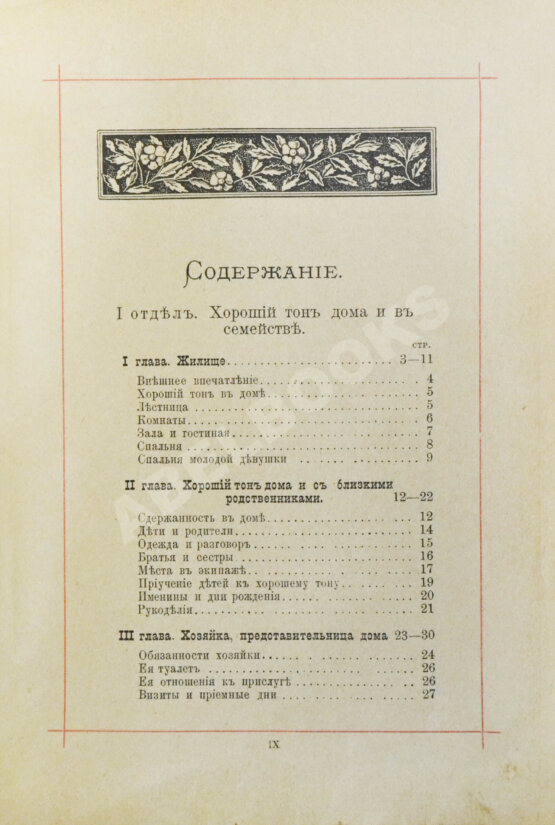 Содержаніе.
I отдѣлъ. Хорошій тонъ дома и въ
семействѣ.
СТР.
I глава. Жилище . . . . . . . . . . . . . . . . . . . . . . . 3—11
Внѣшнее впечатлѣніе . . . . . . . . . . . . . . . . . . . . . 4
Хорошій тонъ въ домѣ . . . . . . . . . . . . . . . . . . . . 5
Лѣстница . . . . . . . . . . . . . . . . . . . . . . . . . . . . 5
Комнаты . . . . . . . . . . . . . . . . . . . . . . . . . . . . 6
Зала и гостиная . . . . . . . . . . . . . . . . . . . . . . . . 7
Спальня . . . . . . . . . . . . . . . . . . . . . . . . . . . . 8
Спальня молодой дѣвушки . . . . . . . . . . . . . . . . . 9
II глава. Хорошій тонъ дома и съ близкими
родственниками. 12—22
Сдержанность въ домѣ . . . . . . . . . . . . . . . . . . . . 12
Дѣти и родители . . . . . . . . . . . . . . . . . . . . . . . 14
Одежда и разговоръ . . . . . . . . . . . . . . . . . . . . . 15
Братья и сестры . . . . . . . . . . . . . . . . . . . . . . . 16
Мѣста въ экипажѣ . . . . . . . . . . . . . . . . . . . . . . 17
Пріученіе дѣтей къ хорошему тону . . . . . . . . . . . 19
Именины и дни рожденія . . . . . . . . . . . . . . . . . . 20
Рукодѣлія . . . . . . . . . . . . . . . . . . . . . . . . . . . 21
III глава. Хозяйка, представительница дома 23—30
Обязанности хозяйки . . . . . . . . . . . . . . . . . . . . 24
Ея туалетъ . . . . . . . . . . . . . . . . . . . . . . . . . . 26
Ея отношенія къ прислугѣ . . . . . . . . . . . . . . . . 26
Визиты и пріемные дни . . . . . . . . . . . . . . . . . . 27
IX